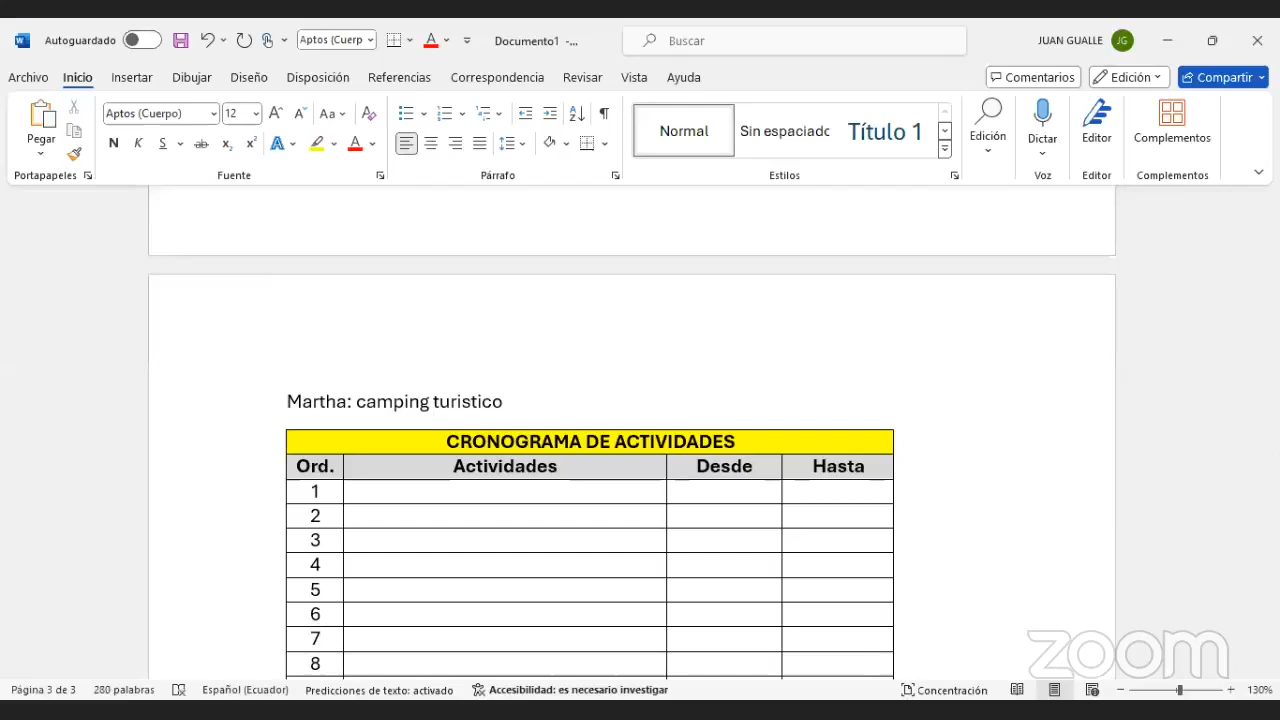 Autoguardado
Aptos (Cuerp
Documento1 -...
Buscar
JUAN GUALLE
JG
Archivo Inicio Insertar Dibujar Diseño Disposición Referencias Correspondencia Revisar Vista Ayuda
Comentarios
Edición
Compartir
Pegar
Portapapeles
Aptos (Cuerpo)
12
N K S ab x₂ x²
Fuente
Párrafo
Normal
Sin espaciado
Título 1
Estilos
Edición
Dictar
Voz
Editor
Editor
Complementos
Complementos
Martha: camping turistico
CRONOGRAMA DE ACTIVIDADES
Ord. Actividades Desde Hasta
1
2
3
4
5
6
7
8
zoom
Página 3 de 3 280 palabras Español (Ecuador) Predicciones de texto: activado Accesibilidad: es necesario investigar Concentración 130%